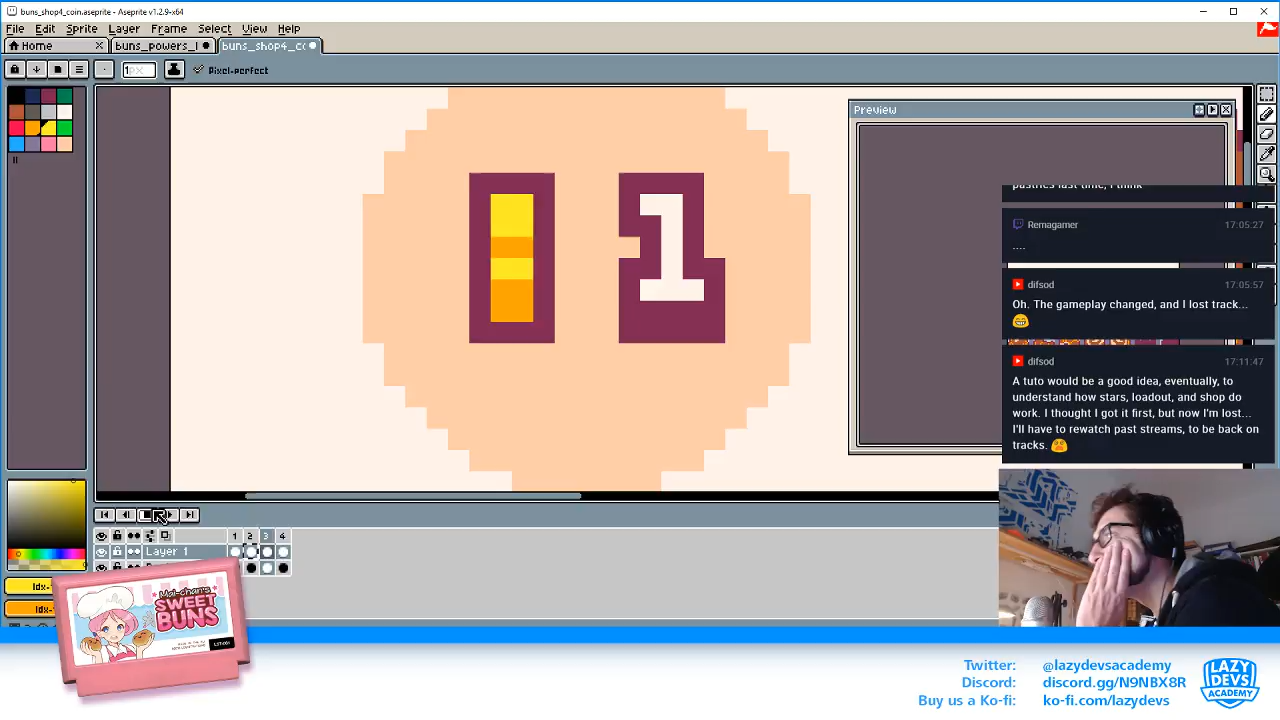 buns_shop4_coin.aseprite - Aseprite v1.2.9-x64
File Edit Sprite Layer Frame Select View Help
Home buns_powers_l buns_shop4_co
Pixel-perfect
Preview
1
pastries last time, I think
Remagamer 17:05:27
....
difsod 17:05:57
Oh. The gameplay changed, and I lost track...
difsod 17:11:47
A tuto would be a good idea, eventually, to
understand how stars, loadout, and shop do
work. I thought I got it first, but now I'm lost...
I'll have to rewatch past streams, to be back on
tracks.
1 2 3 4
Layer 1
Idx-
Idx-
Mai-chan's
SWEET
BUNS
Twitter: @lazydevsacademy
Discord: discord.gg/N9NBX8R
Buy us a Ko-fi: ko-fi.com/lazydevs
LAZY
DEVS
ACADEMY